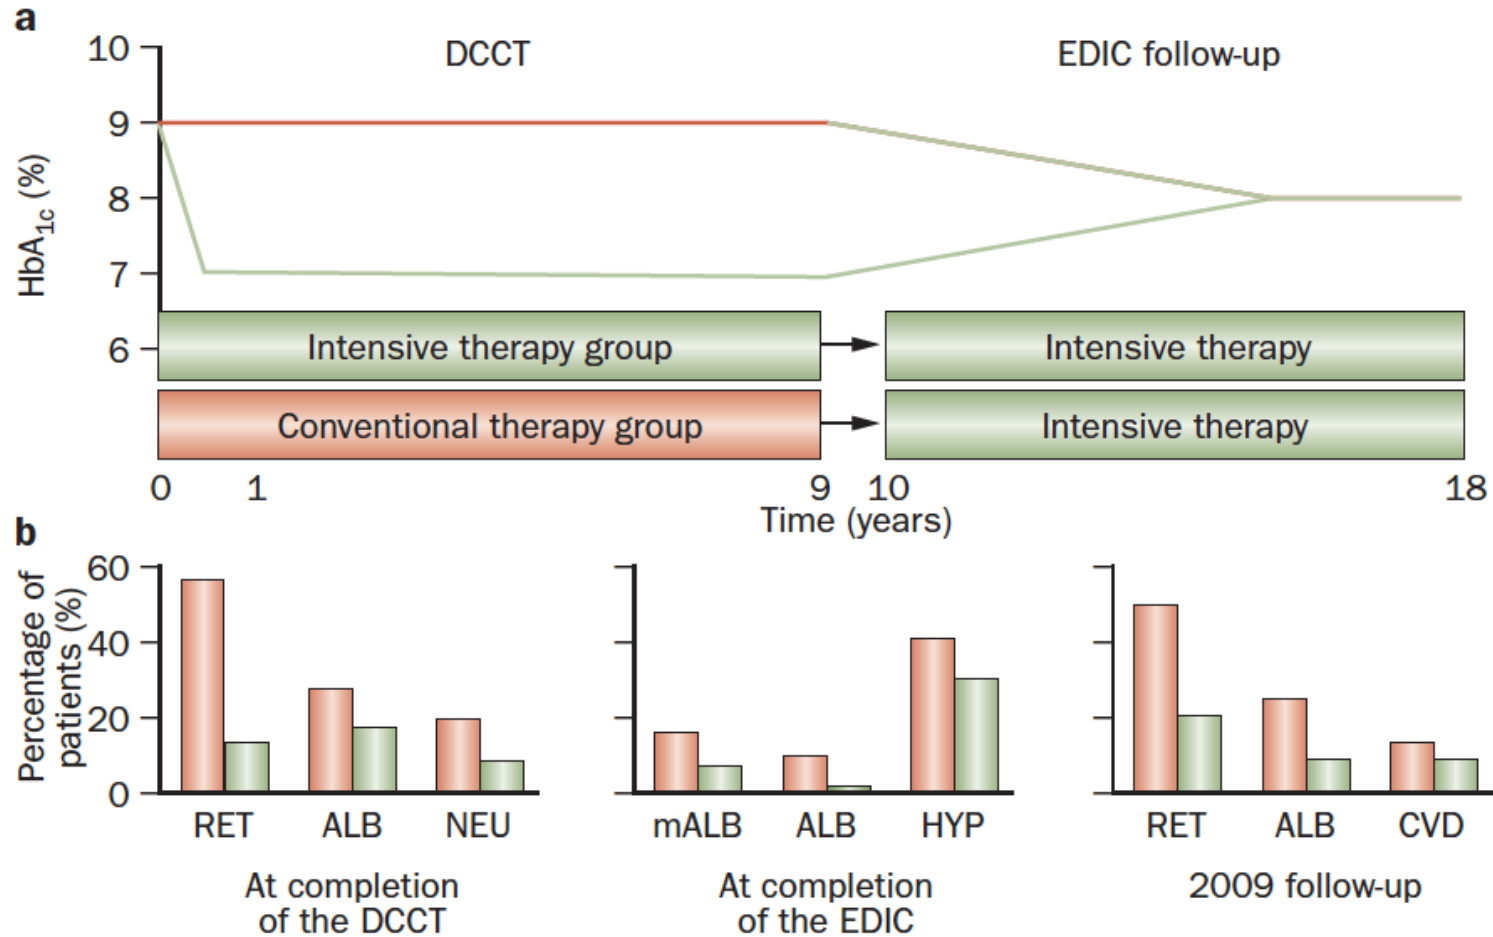 a
DCCT
EDIC follow-up
HbA1c (%)
10
9
8
7
6
Intensive therapy group
Intensive therapy
Conventional therapy group
Intensive therapy
0 1 9 10 18
Time (years)
b
Percentage of
patients (%)
60
40
20
0
RET ALB NEU
At completion
of the DCCT
mALB ALB HYP
At completion
of the EDIC
RET ALB CVD
2009 follow-up